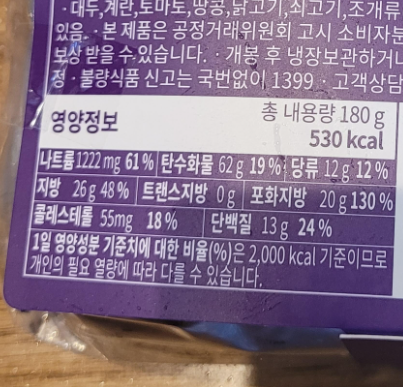 · 대두,계란,토마토,땅콩,닭고기,쇠고기,조개류
있음. · 본 제품은 공정거래위원회 고시 소비자분
보상 받을 수 있습니다. · 개봉 후 냉장보관하거나
정 · 불량식품 신고는 국번없이 1399 · 고객상담
영양정보 총 내용량 180 g
530 kcal
나트륨 1222 mg 61 % 탄수화물 62 g 19 % 당류 12 g 12 %
지방 26 g 48 % 트랜스지방 0 g 포화지방 20 g 130 %
콜레스테롤 55mg 18 % 단백질 13 g 24 %
1일 영양성분 기준치에 대한 비율(%)은 2,000 kcal 기준이므로
개인의 필요 열량에 따라 다를 수 있습니다.